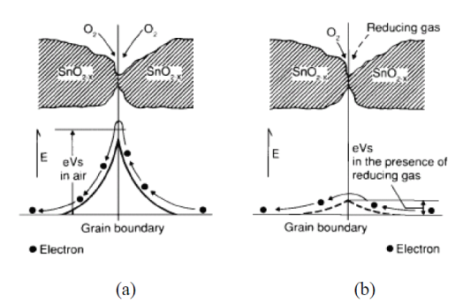 O₂ O₂
SnO₂₋ₓ SnO₂₋ₓ
E
eVs
in air
Grain boundary
● Electron
(a)
Reducing gas
O₂
SnO₂₋ₓ SnO₂₋ₓ
E
eVs
in the presence of
reducing gas
Grain boundary
● Electron
(b)